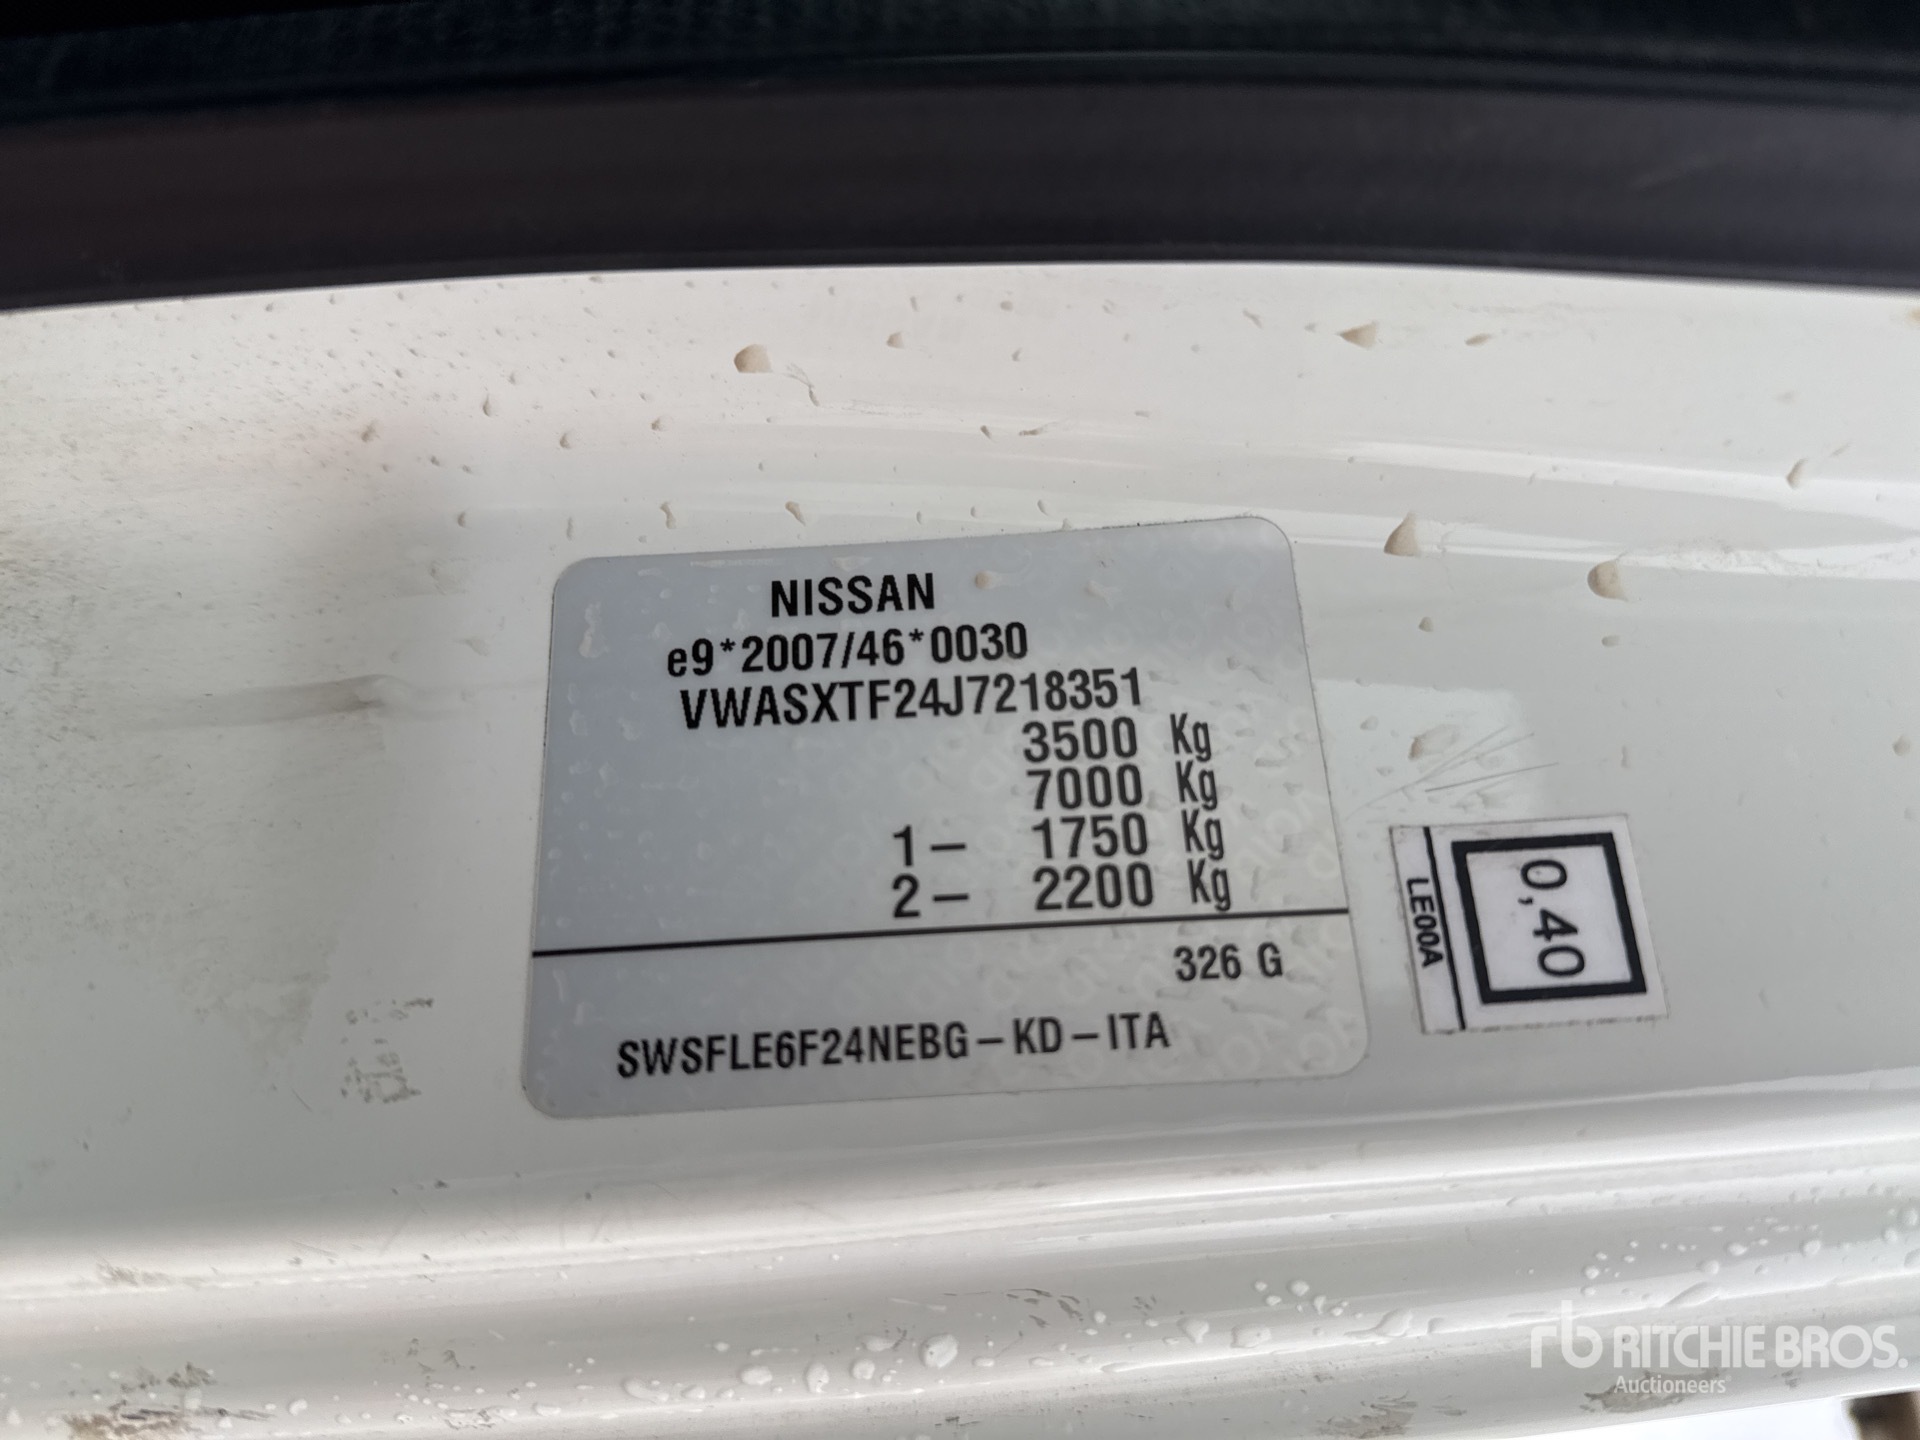 NISSAN
e9*2007/46*0030
VWASXTF24J7218351
3500 Kg
7000 Kg
1 – 1750 Kg
2 – 2200 Kg
326 G
SWSFLE6F24NEBG – KD – ITA
LE00A
0,40
rb RITCHIE BROS.
Auctioneers